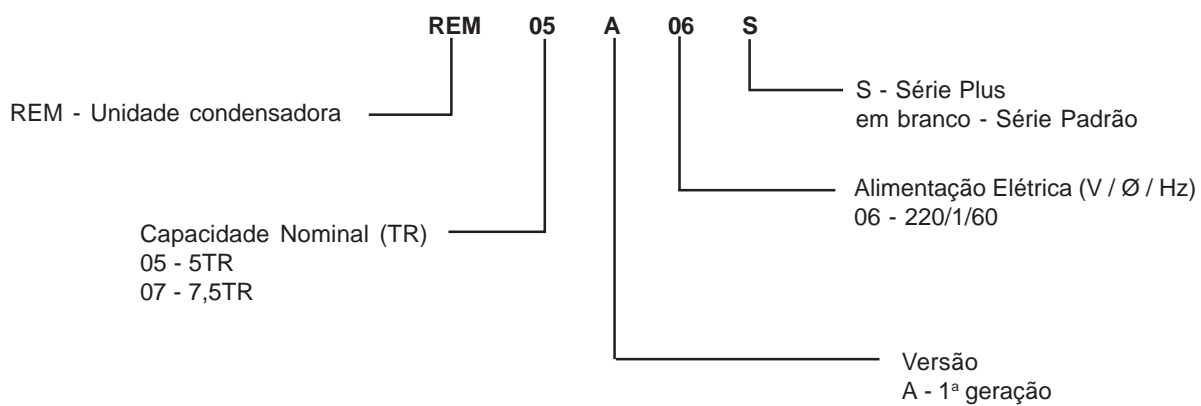 REM 05 A 06 S
REM - Unidade condensadora
S - Série Plus
em branco - Série Padrão
Alimentação Elétrica (V / Ø / Hz)
06 - 220/1/60
Capacidade Nominal (TR)
05 - 5TR
07 - 7,5TR
Versão
A - 1ª geração